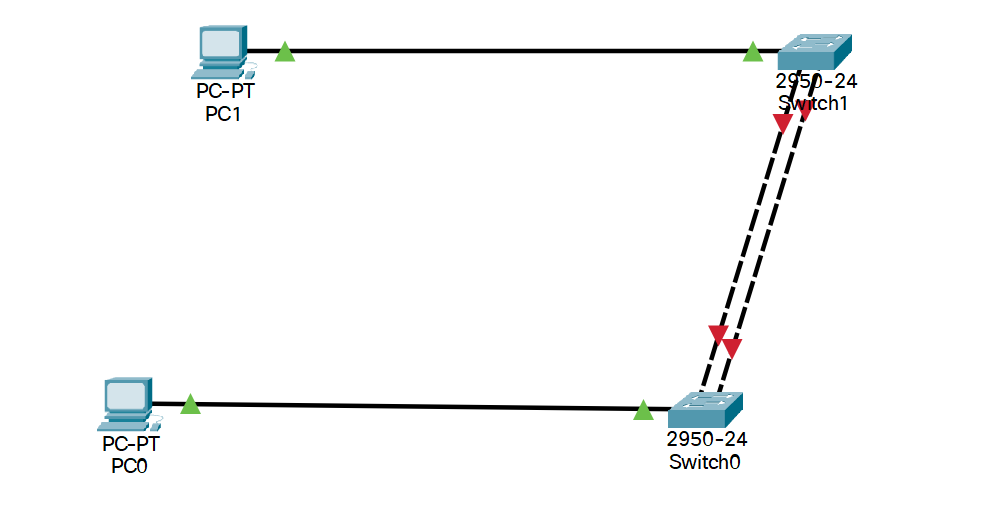 PC-PT
PC1
2950-24
Switch1
PC-PT
PC0
2950-24
Switch0